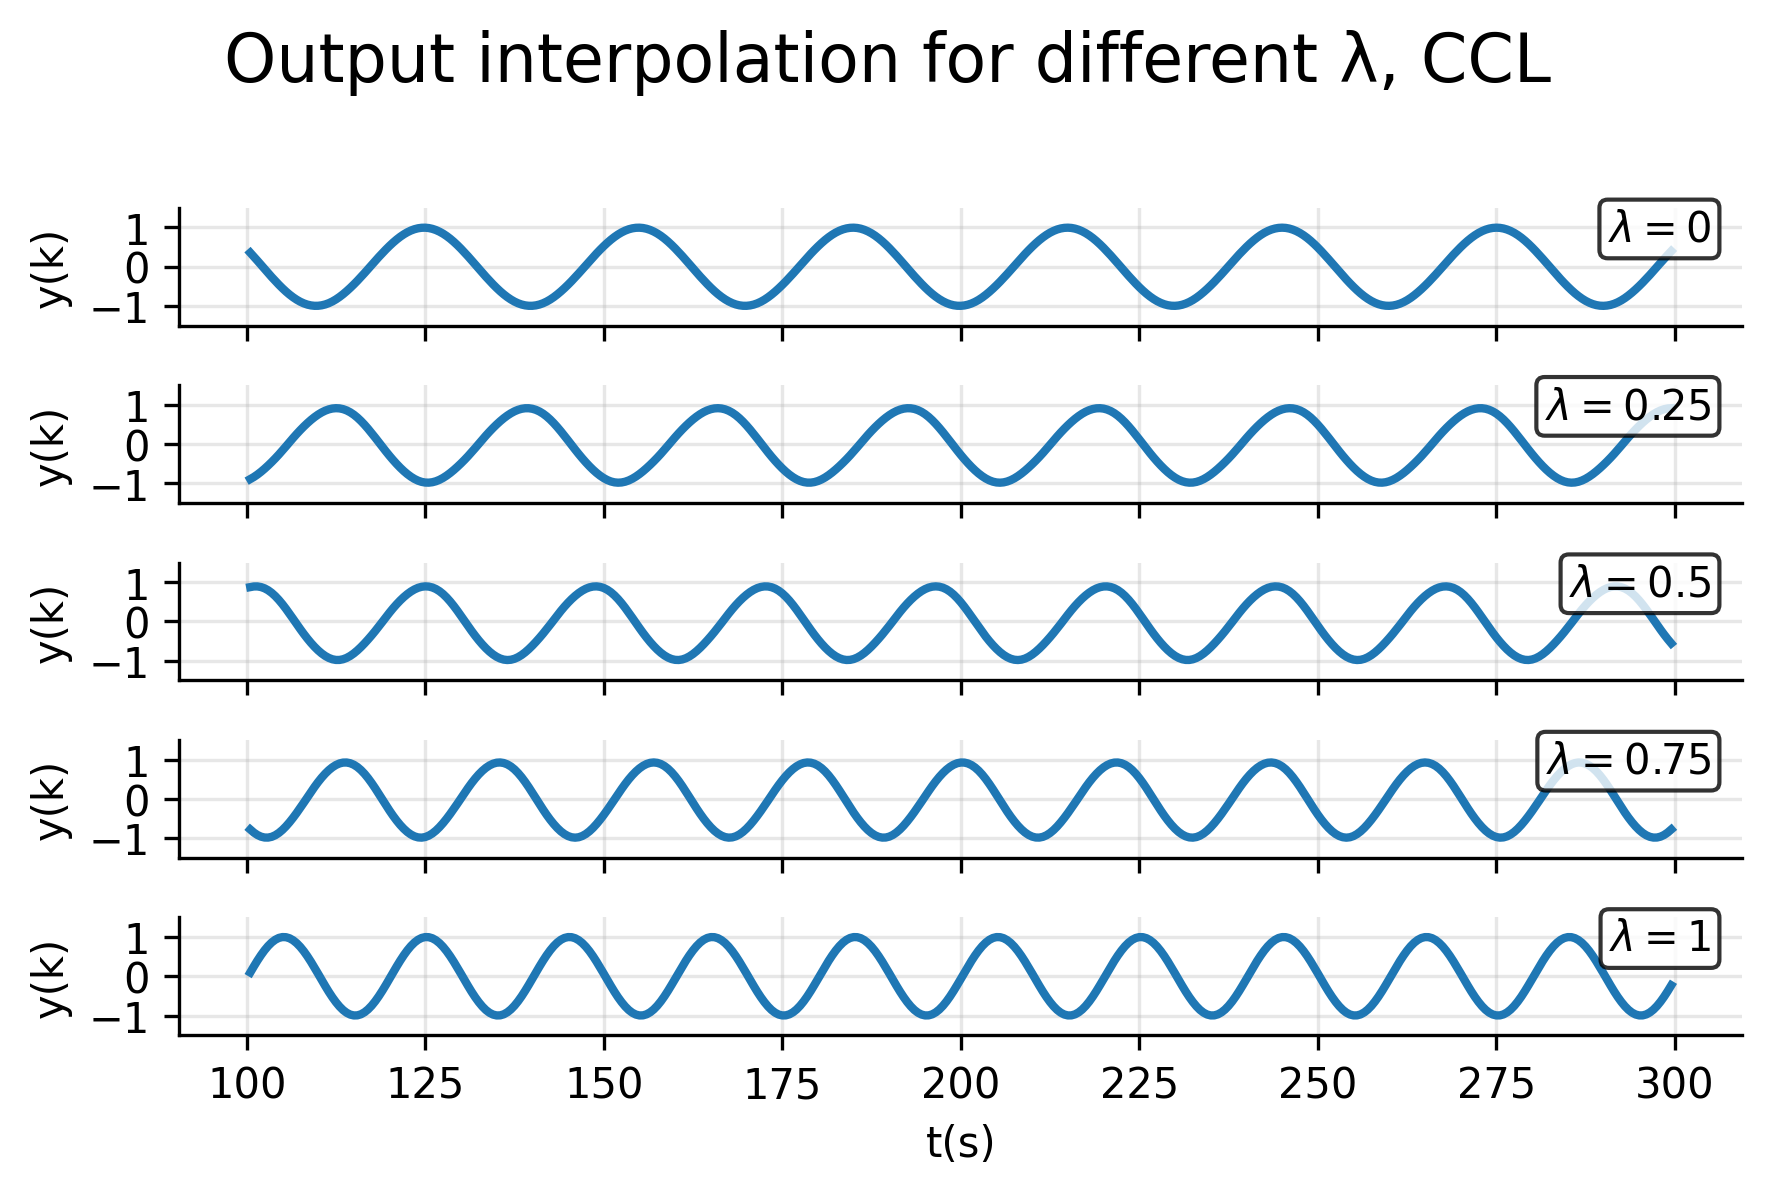 Output interpolation for different λ, CCL
y(k)
1
0
−1
λ = 0
y(k)
1
0
−1
λ = 0.25
y(k)
1
0
−1
λ = 0.5
y(k)
1
0
−1
λ = 0.75
y(k)
1
0
−1
λ = 1
100 125 150 175 200 225 250 275 300
t(s)